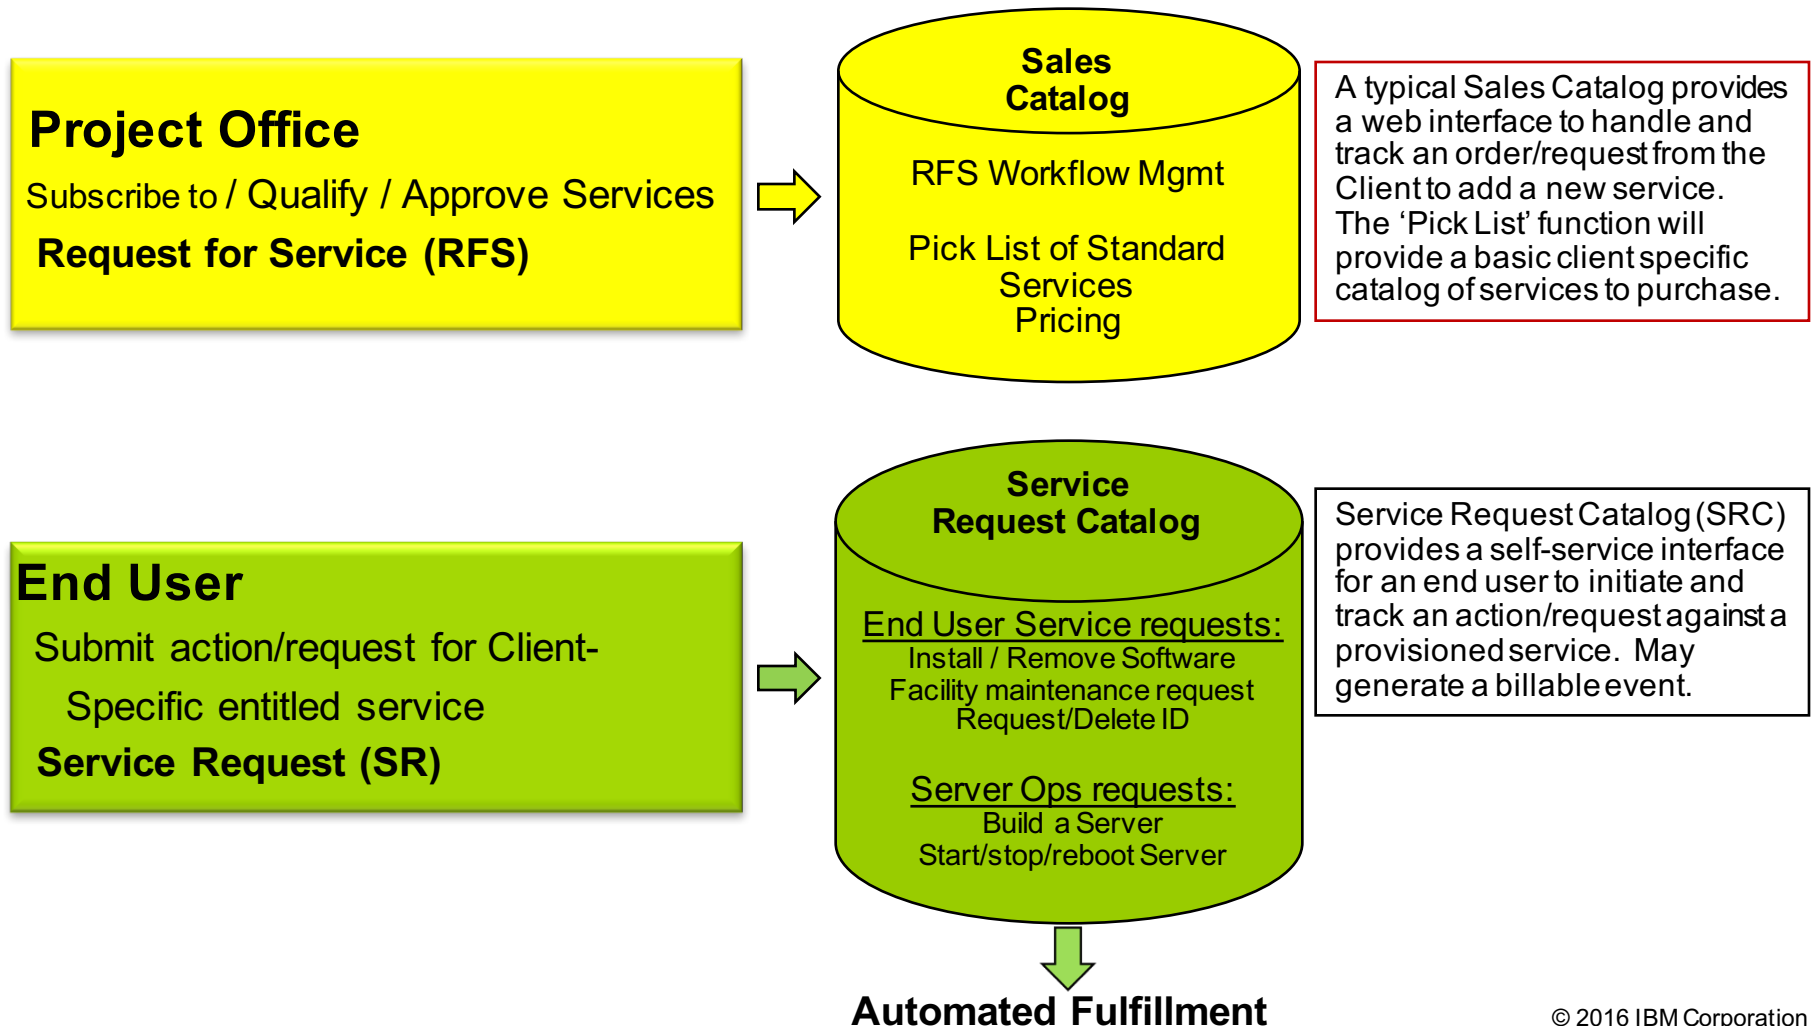 Project Office
Subscribe to / Qualify / Approve Services
Request for Service (RFS)
Sales
Catalog
RFS Workflow Mgmt
Pick List of Standard
Services
Pricing
A typical Sales Catalog provides
a web interface to handle and
track an order/request from the
Client to add a new service.
The ‘Pick List’ function will
provide a basic client specific
catalog of services to purchase.
End User
Submit action/request for Client-
Specific entitled service
Service Request (SR)
Service
Request Catalog
End User Service requests:
Install / Remove Software
Facility maintenance request
Request/Delete ID
Server Ops requests:
Build a Server
Start/stop/reboot Server
Service Request Catalog (SRC)
provides a self-service interface
for an end user to initiate and
track an action/request against a
provisioned service. May
generate a billable event.
Automated Fulfillment
© 2016 IBM Corporation